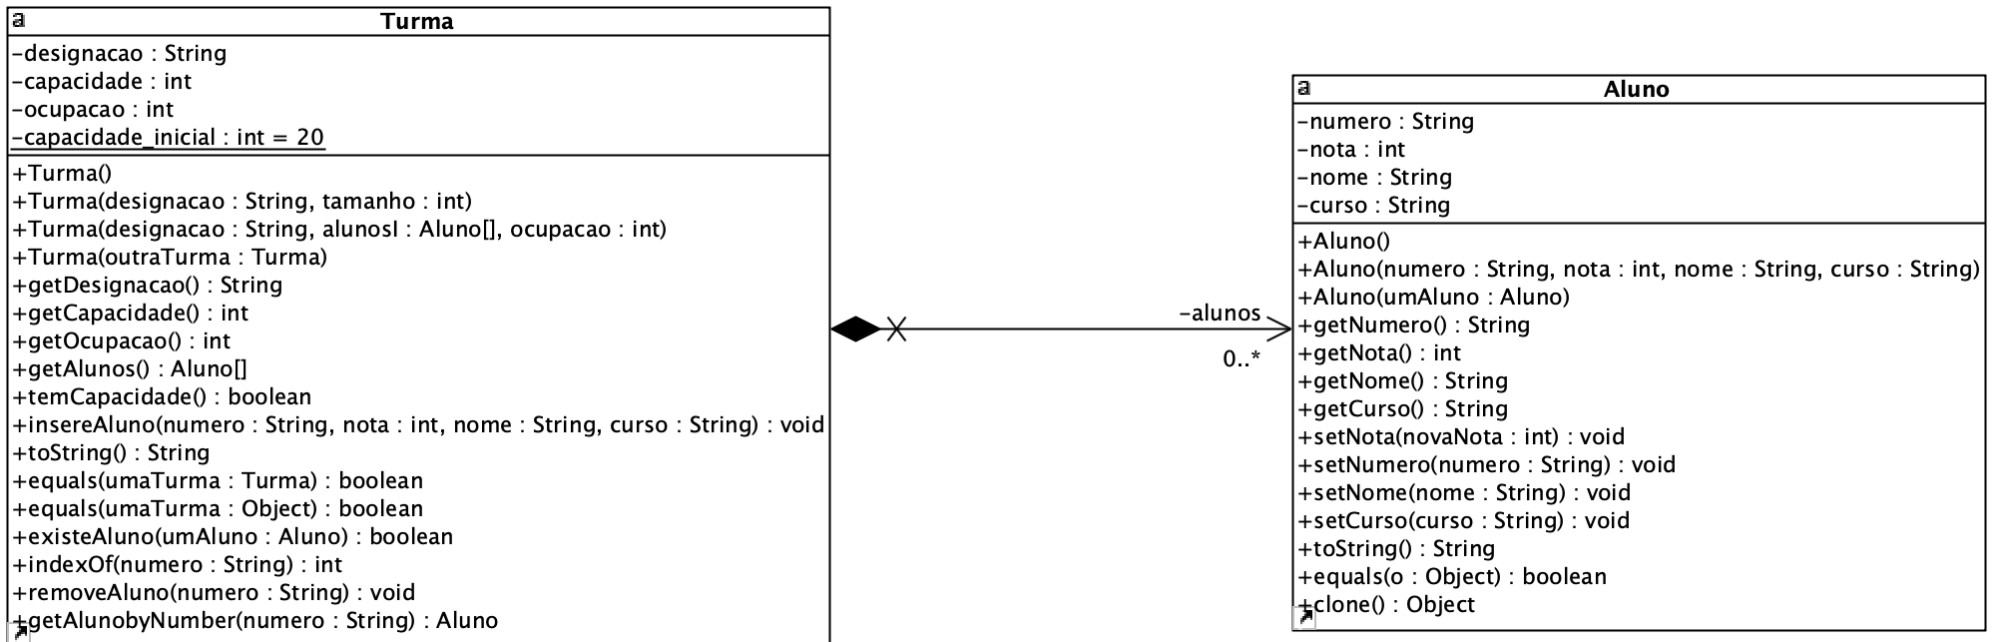 a Turma
-designacao : String
-capacidade : int
-ocupacao : int
-capacidade_inicial : int = 20
+Turma()
+Turma(designacao : String, tamanho : int)
+Turma(designacao : String, alunosI : Aluno[], ocupacao : int)
+Turma(outraTurma : Turma)
+getDesignacao() : String
+getCapacidade() : int
+getOcupacao() : int
+getAlunos() : Aluno[]
+temCapacidade() : boolean
+insereAluno(numero : String, nota : int, nome : String, curso : String) : void
+toString() : String
+equals(umaTurma : Turma) : boolean
+equals(umaTurma : Object) : boolean
+existeAluno(umAluno : Aluno) : boolean
+indexOf(numero : String) : int
+removeAluno(numero : String) : void
+getAlunobyNumber(numero : String) : Aluno
-alunos
0..*
a Aluno
-numero : String
-nota : int
-nome : String
-curso : String
+Aluno()
+Aluno(numero : String, nota : int, nome : String, curso : String)
+Aluno(umAluno : Aluno)
+getNumero() : String
+getNota() : int
+getNome() : String
+getCurso() : String
+setNota(novaNota : int) : void
+setNumero(numero : String) : void
+setNome(nome : String) : void
+setCurso(curso : String) : void
+toString() : String
+equals(o : Object) : boolean
+clone() : Object